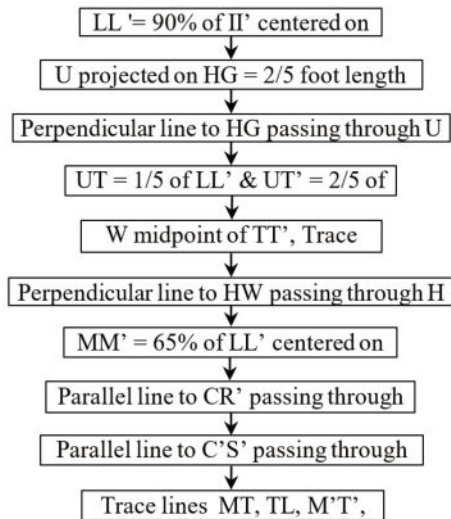 LL '= 90% of II’ centered on
U projected on HG = 2/5 foot length
Perpendicular line to HG passing through U
UT = 1/5 of LL’ & UT’ = 2/5 of
W midpoint of TT’, Trace
Perpendicular line to HW passing through H
MM’ = 65% of LL’ centered on
Parallel line to CR’ passing through
Parallel line to C’S’ passing through
Trace lines MT, TL, M’T’,